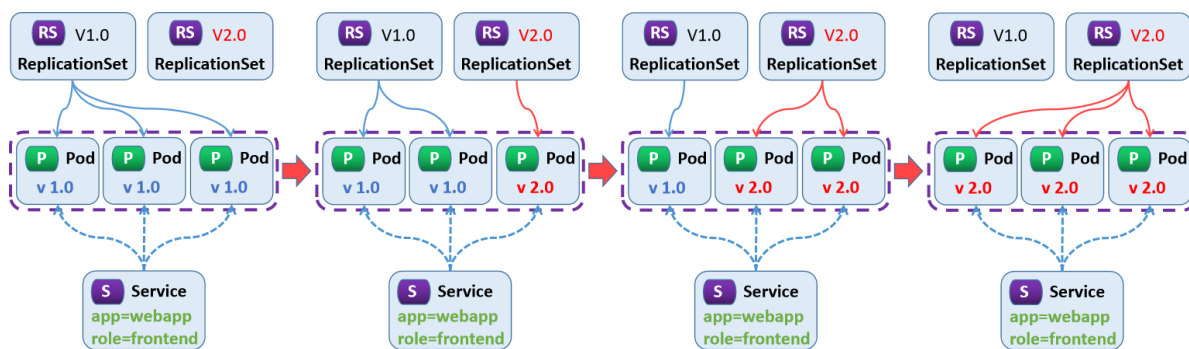 RS V1.0 RS V2.0 RS V1.0 RS V2.0 RS V1.0 RS V2.0 RS V1.0 RS V2.0
ReplicationSet ReplicationSet ReplicationSet ReplicationSet ReplicationSet ReplicationSet ReplicationSet ReplicationSet
P Pod P Pod P Pod P Pod P Pod P Pod P Pod P Pod P Pod P Pod P Pod P Pod
v 1.0 v 1.0 v 1.0 v 1.0 v 1.0 v 2.0 v 1.0 v 2.0 v 2.0 v 2.0 v 2.0 v 2.0
S Service S Service S Service S Service
app=webapp app=webapp app=webapp app=webapp
role=frontend role=frontend role=frontend role=frontend